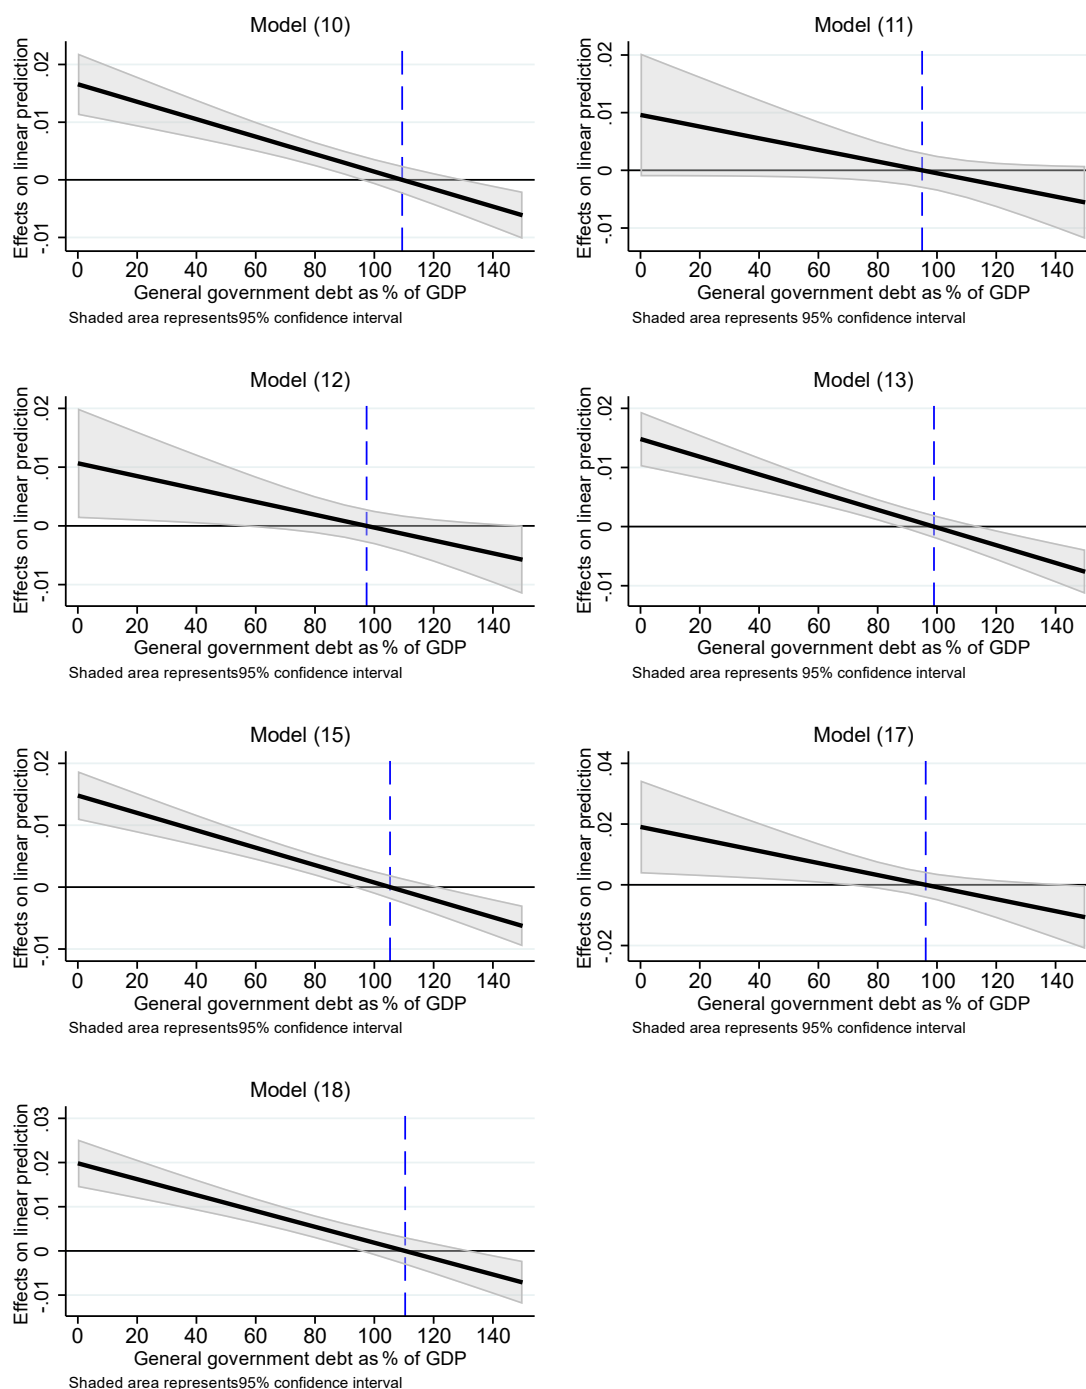 Model (10)
Effects on linear prediction
.02
.01
0
-.01
0 20 40 60 80 100 120 140
General government debt as % of GDP
Shaded area represents95% confidence interval
Model (11)
Effects on linear prediction
.02
.01
0
-.01
0 20 40 60 80 100 120 140
General government debt as % of GDP
Shaded area represents 95% confidence interval
Model (12)
Effects on linear prediction
.02
.01
0
-.01
0 20 40 60 80 100 120 140
General government debt as % of GDP
Shaded area represents95% confidence interval
Model (13)
Effects on linear prediction
.02
.01
0
-.01
0 20 40 60 80 100 120 140
General government debt as % of GDP
Shaded area represents 95% confidence interval
Model (15)
Effects on linear prediction
.02
.01
0
-.01
0 20 40 60 80 100 120 140
General government debt as % of GDP
Shaded area represents95% confidence interval
Model (17)
Effects on linear prediction
.04
.02
0
-.02
0 20 40 60 80 100 120 140
General government debt as % of GDP
Shaded area represents 95% confidence interval
Model (18)
Effects on linear prediction
.03
.02
.01
0
-.01
0 20 40 60 80 100 120 140
General government debt as % of GDP
Shaded area represents95% confidence interval